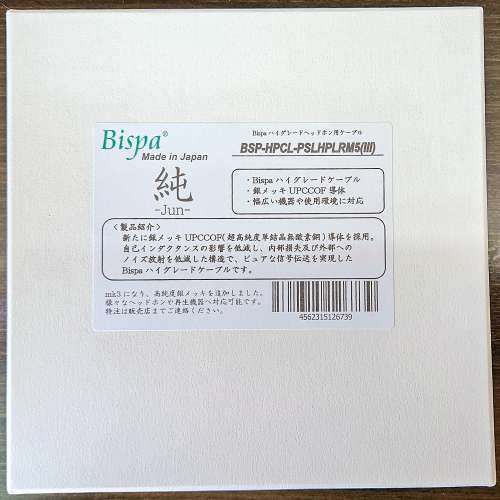 Bispa®
Made in Japan
純
-Jun-
Bispa ハイグレードヘッドホン用ケーブル
BSP-HPCL-PSLHPLRM5(III)
・Bispa ハイグレードケーブル
・銀メッキ UPCCOF 導体
・幅広い機器や使用環境に対応
<製品紹介>
新たに銀メッキ UPCCOF(超高純度単結晶無酸素銅)導体を採用。
自己インダクタンスの影響を低減し、内部損失及び外部への
ノイズ放射を低減した構造で、ピュアな信号伝送を実現した
Bispa ハイグレードケーブルです。
mk3 になり、高純度銀メッキを追加しました。
様々なヘッドホンや再生機器へ対応可能です。
特注は販売店までご連絡ください。
4562315126739